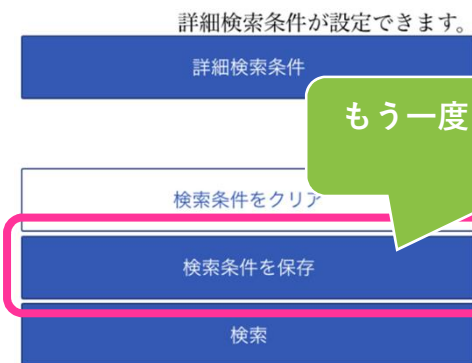 詳細検索条件が設定できます。
詳細検索条件
もう一度
検索条件をクリア
検索条件を保存
検索